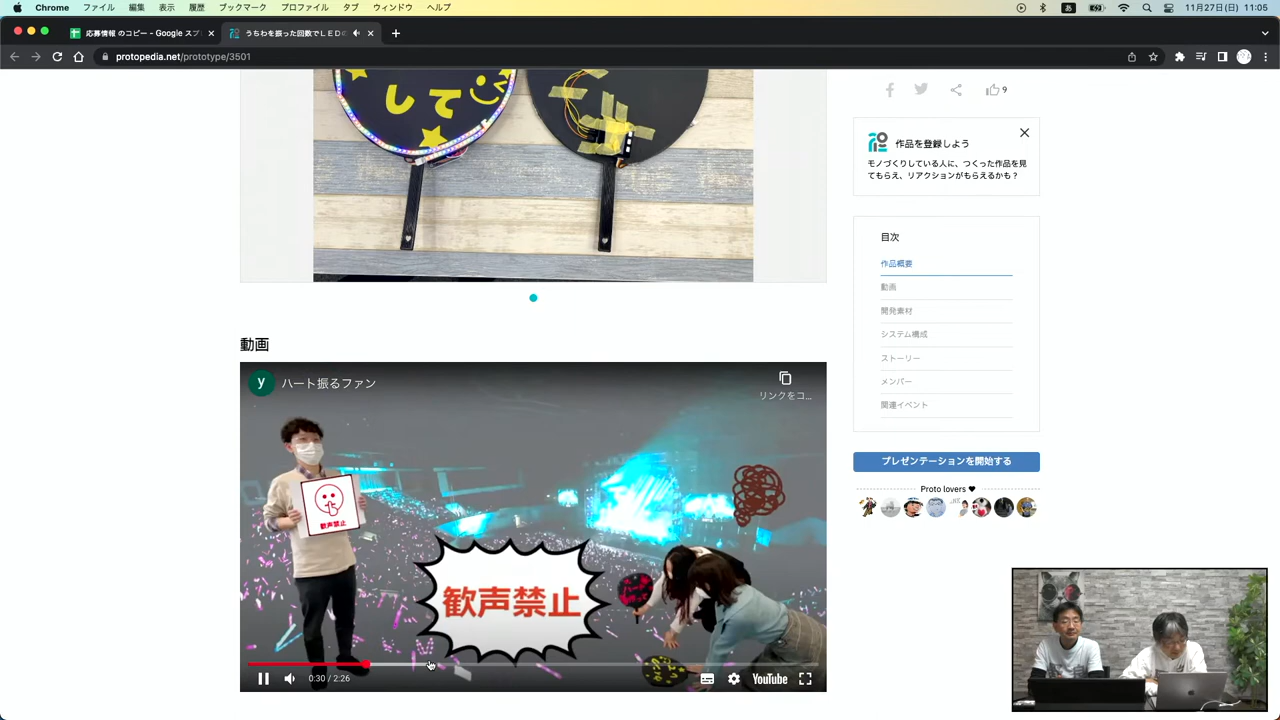 Chrome ファイル 編集 表示 履歴 ブックマーク プロファイル タブ ウィンドウ ヘルプ
あ 11月27日(日) 11:05
応募情報 のコピー - Google スプ
うちわを振った回数でＬＥＤの
protopedia.net/prototype/3501
して
9
作品を登録しよう
モノづくりしている人に、つくった作品を見
てもらえ、リアクションがもらえるかも？
目次
作品概要
動画
開発素材
システム構成
ストーリー
メンバー
関連イベント
プレゼンテーションを開始する
Proto lovers
動画
y ハート振るファン
リンクをコ...
歓声禁止
歓声禁止
0:30 / 2:26
YouTube